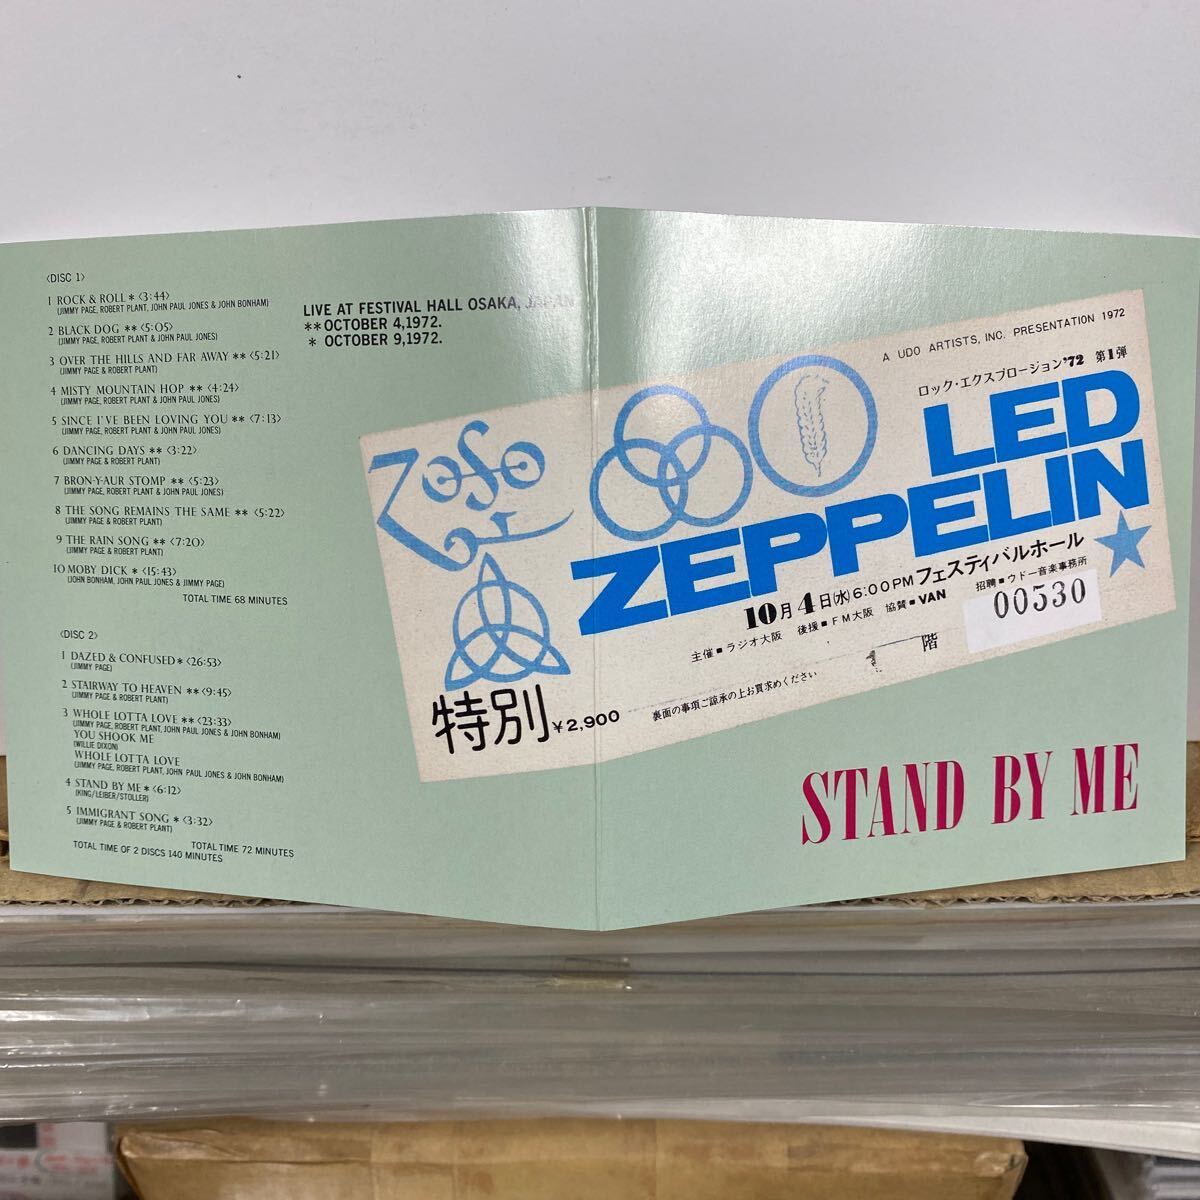 〈DISC 1〉
1 ROCK & ROLL * 〈3:44〉
(JIMMY PAGE, ROBERT PLANT, JOHN PAUL JONES & JOHN BONHAM)
2 BLACK DOG ** 〈5:05〉
(JIMMY PAGE, ROBERT PLANT & JOHN PAUL JONES)
3 OVER THE HILLS AND FAR AWAY ** 〈5:21〉
(JIMMY PAGE & ROBERT PLANT)
4 MISTY MOUNTAIN HOP ** 〈4:24〉
(JIMMY PAGE, ROBERT PLANT & JOHN PAUL JONES)
5 SINCE I'VE BEEN LOVING YOU ** 〈7:13〉
(JIMMY PAGE, ROBERT PLANT & JOHN PAUL JONES)
6 DANCING DAYS ** 〈3:22〉
(JIMMY PAGE & ROBERT PLANT)
7 BRON-Y-AUR STOMP ** 〈5:23〉
(JIMMY PAGE, ROBERT PLANT & JOHN PAUL JONES)
8 THE SONG REMAINS THE SAME ** 〈5:22〉
(JIMMY PAGE & ROBERT PLANT)
9 THE RAIN SONG ** 〈7:20〉
(JIMMY PAGE & ROBERT PLANT)
10 MOBY DICK * 〈15:43〉
(JOHN BONHAM, JOHN PAUL JONES & JIMMY PAGE)
TOTAL TIME 68 MINUTES
〈DISC 2〉
1 DAZED & CONFUSED * 〈26:53〉
(JIMMY PAGE)
2 STAIRWAY TO HEAVEN ** 〈9:45〉
(JIMMY PAGE & ROBERT PLANT)
3 WHOLE LOTTA LOVE ** 〈23:33〉
(JIMMY PAGE, ROBERT PLANT, JOHN PAUL JONES & JOHN BONHAM)
YOU SHOOK ME
(WILLIE DIXON)
WHOLE LOTTA LOVE
(JIMMY PAGE, ROBERT PLANT, JOHN PAUL JONES & JOHN BONHAM)
4 STAND BY ME * 〈6:12〉
(KING/LEIBER/STOLLER)
5 IMMIGRANT SONG * 〈3:32〉
(JIMMY PAGE & ROBERT PLANT)
TOTAL TIME 72 MINUTES
TOTAL TIME OF 2 DISCS 140 MINUTES
LIVE AT FESTIVAL HALL OSAKA, JAPAN
** OCTOBER 4,1972.
* OCTOBER 9,1972.
A UDO ARTISTS, INC. PRESENTATION 1972
ロック・エクスプロージョン'72 第1弾
ZoSo
LED
ZEPPELIN
10月4日(水)6:00PM フェスティバルホール
主催■ラジオ大阪 後援■FM大阪 協賛■VAN 招聘■ウドー音楽事務所
00530
1階
特別 ¥2,900 裏面の事項ご諒承の上お買求めください
STAND BY ME